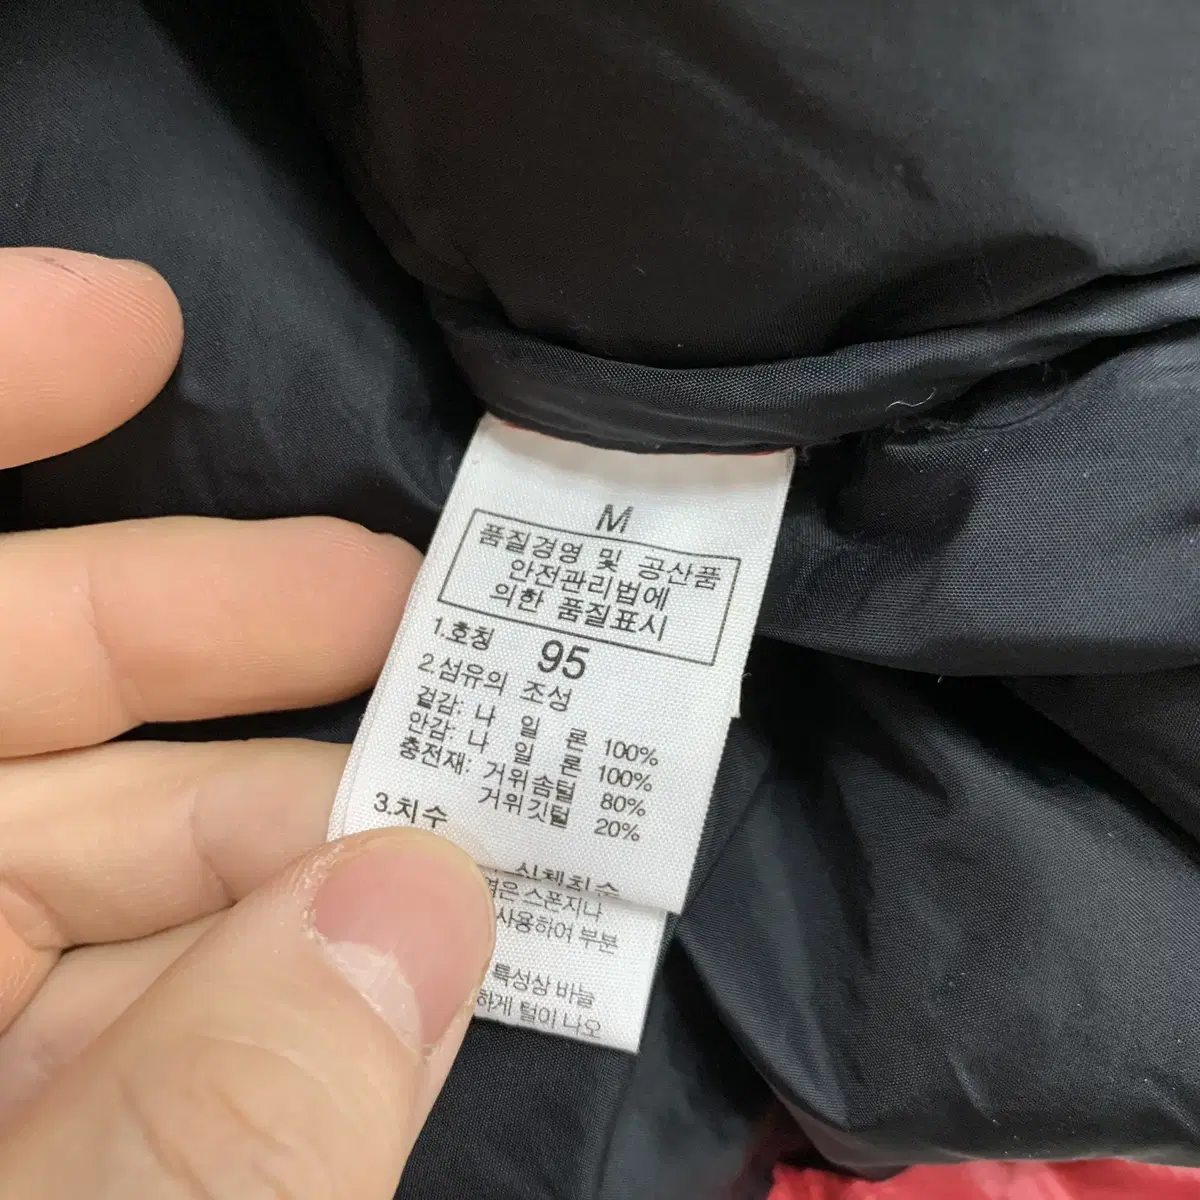 M
품질경영 및 공산품
안전관리법에
의한 품질표시
1.호칭 95
2.섬유의 조성
겉감: 나 일 론 100%
안감: 나 일 론 100%
충전재: 거위솜털 80%
거위깃털 20%
3.치수
신체치수
스폰지나
사용하여 부분
특성상 바늘
하게 털이 나오